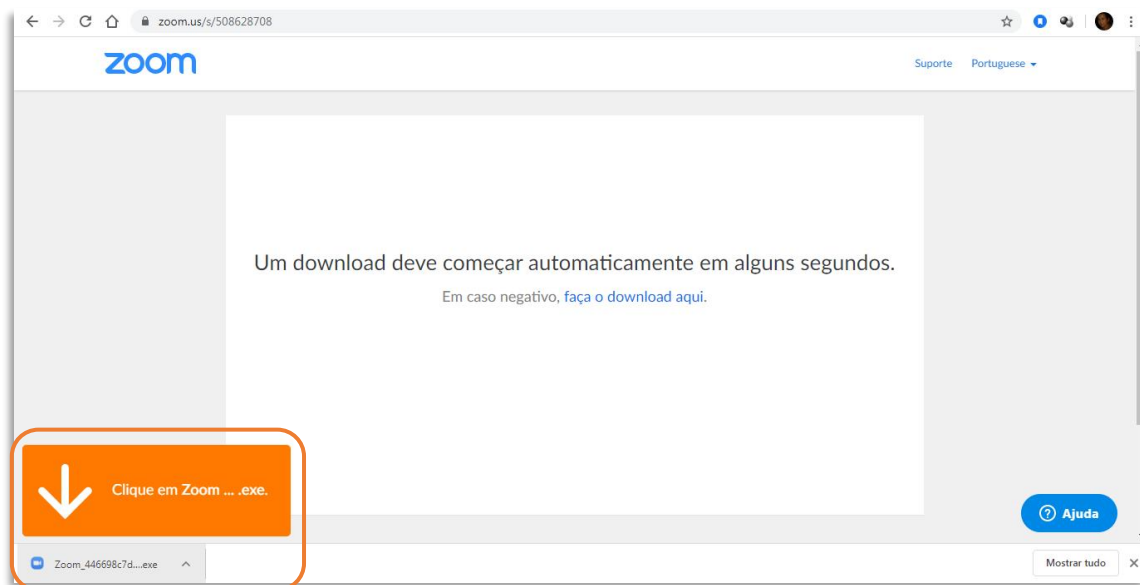 zoom.us/s/508628708
zoom
Suporte Portuguese
Um download deve começar automaticamente em alguns segundos.
Em caso negativo, faça o download aqui.
Clique em Zoom ... .exe.
Ajuda
Zoom_446698c7d....exe
Mostrar tudo